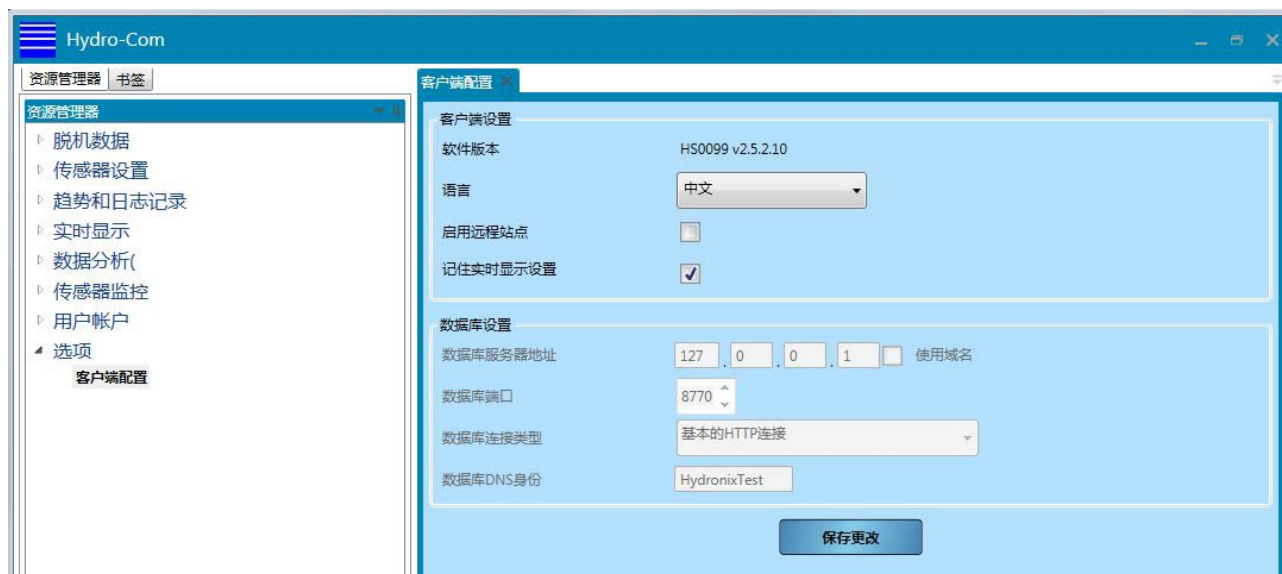 Hydro-Com
资源管理器 书签
资源管理器
脱机数据
传感器设置
趋势和日志记录
实时显示
数据分析(
传感器监控
用户帐户
选项
客户端配置
客户端配置
客户端设置
软件版本 HS0099 v2.5.2.10
语言 中文
启用远程站点
记住实时显示设置
数据库设置
数据库服务器地址 127 . 0 . 0 . 1 使用域名
数据库端口 8770
数据库连接类型 基本的HTTP连接
数据库DNS身份 HydronixTest
保存更改